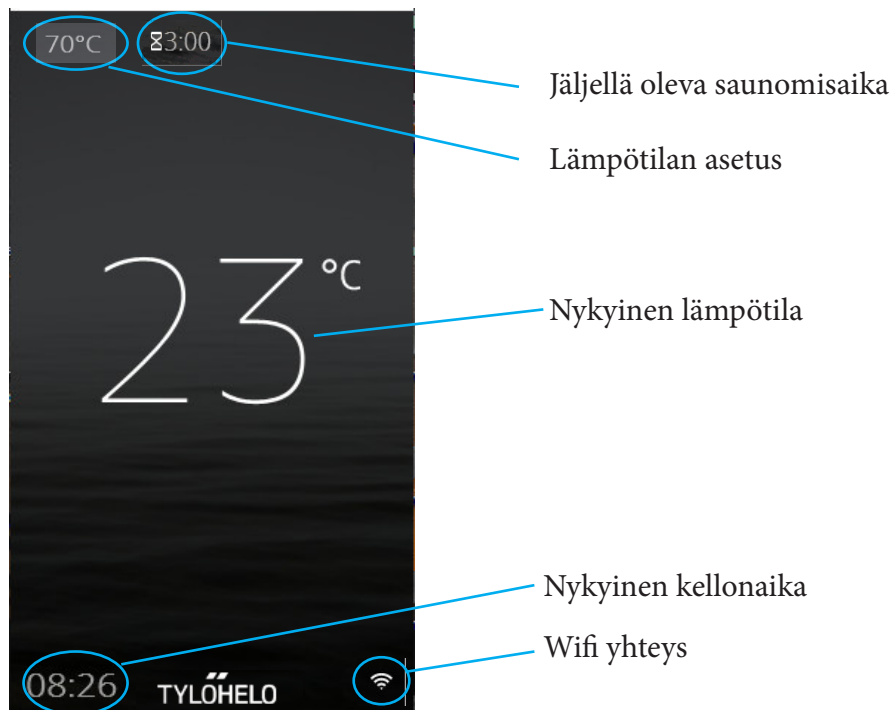 70°C
3:00
Jäljellä oleva saunomisaika
Lämpötilan asetus
23 °C
Nykyinen lämpötila
Nykyinen kellonaika
Wifi yhteys
08:26
TYLÖHELO